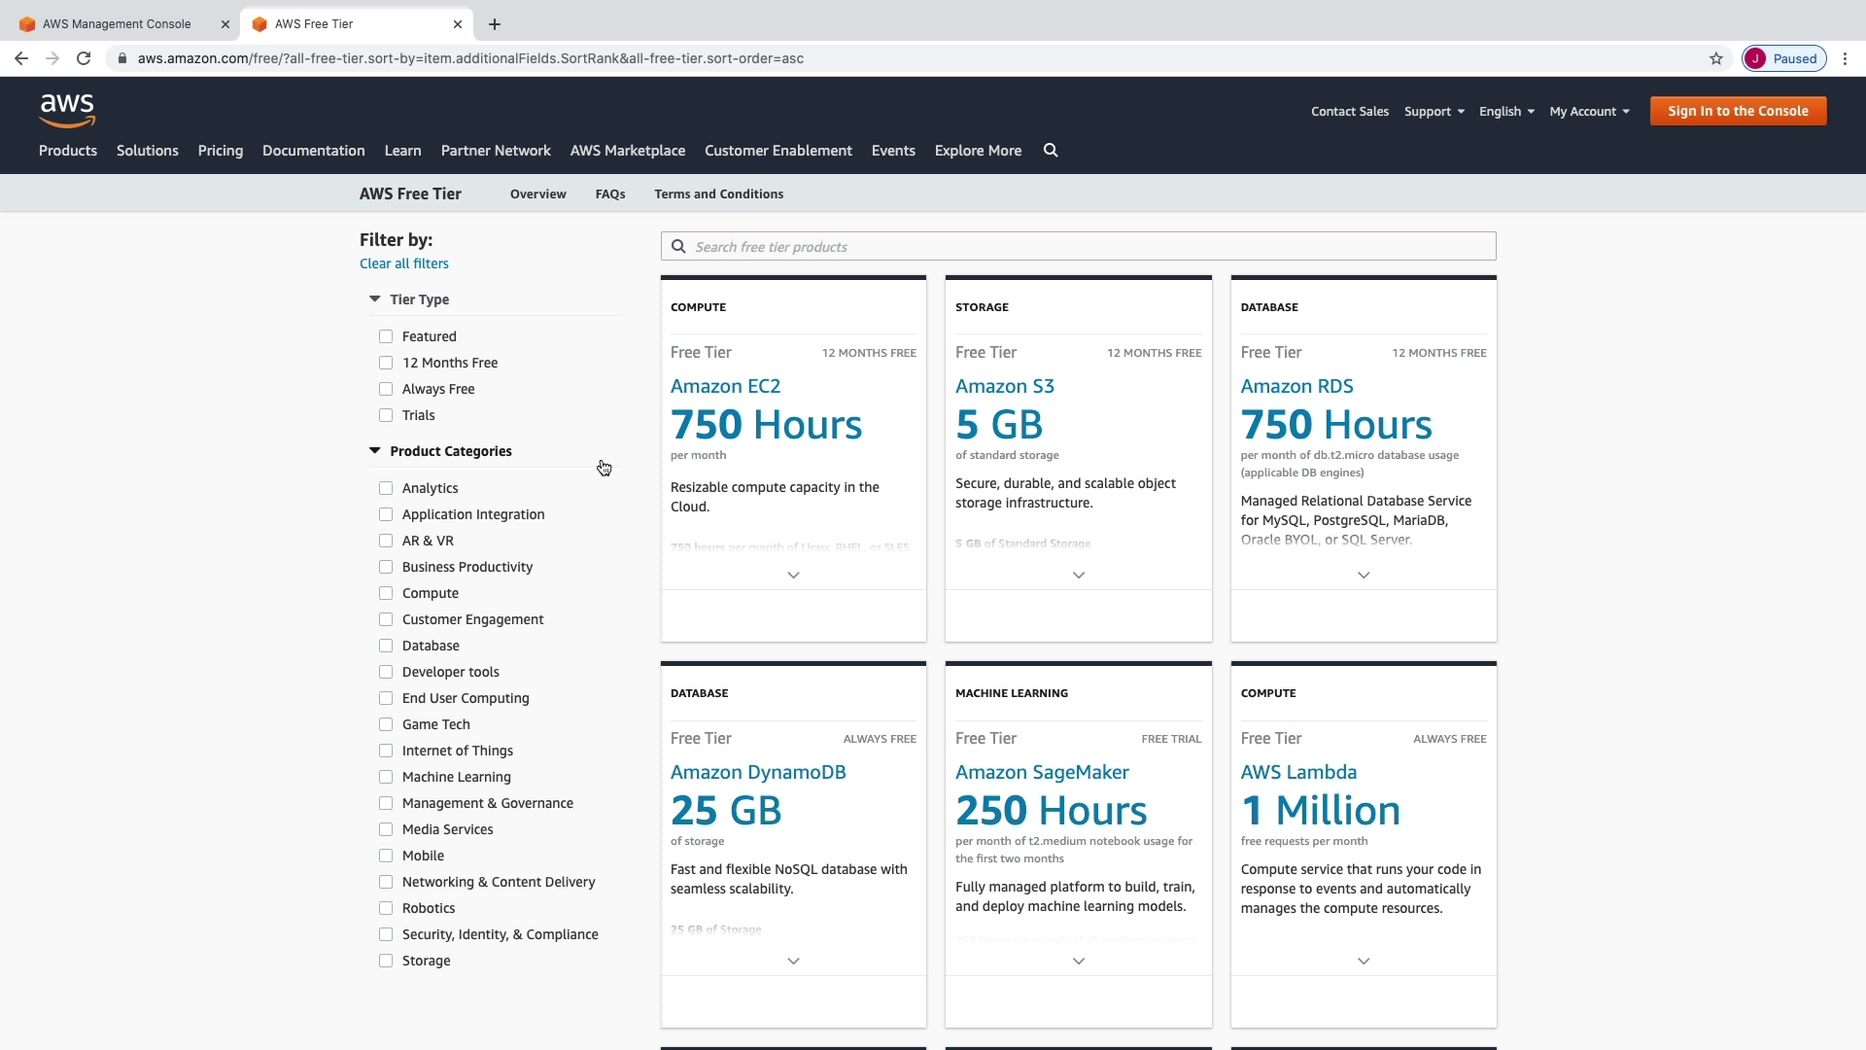 AWS Management Console
AWS Free Tier
aws.amazon.com/free/?all-free-tier.sort-by=item.additionalFields.SortRank&all-free-tier.sort-order=asc
J Paused
aws
Contact Sales Support English My Account Sign In to the Console
Products Solutions Pricing Documentation Learn Partner Network AWS Marketplace Customer Enablement Events Explore More
AWS Free Tier Overview FAQs Terms and Conditions
Filter by:
Clear all filters
Tier Type
Featured
12 Months Free
Always Free
Trials
Product Categories
Analytics
Application Integration
AR & VR
Business Productivity
Compute
Customer Engagement
Database
Developer tools
End User Computing
Game Tech
Internet of Things
Machine Learning
Management & Governance
Media Services
Mobile
Networking & Content Delivery
Robotics
Security, Identity, & Compliance
Storage
Search free tier products
COMPUTE
Free Tier 12 MONTHS FREE
Amazon EC2
750 Hours
per month
Resizable compute capacity in the
Cloud.
750 hours per month of Linux, RHEL, or SLES
STORAGE
Free Tier 12 MONTHS FREE
Amazon S3
5 GB
of standard storage
Secure, durable, and scalable object
storage infrastructure.
5 GB of Standard Storage
DATABASE
Free Tier 12 MONTHS FREE
Amazon RDS
750 Hours
per month of db.t2.micro database usage
(applicable DB engines)
Managed Relational Database Service
for MySQL, PostgreSQL, MariaDB,
Oracle BYOL, or SQL Server.
DATABASE
Free Tier ALWAYS FREE
Amazon DynamoDB
25 GB
of storage
Fast and flexible NoSQL database with
seamless scalability.
25 GB of Storage
MACHINE LEARNING
Free Tier FREE TRIAL
Amazon SageMaker
250 Hours
per month of t2.medium notebook usage for
the first two months
Fully managed platform to build, train,
and deploy machine learning models.
250 hours per month of t2.medium notebook
COMPUTE
Free Tier ALWAYS FREE
AWS Lambda
1 Million
free requests per month
Compute service that runs your code in
response to events and automatically
manages the compute resources.